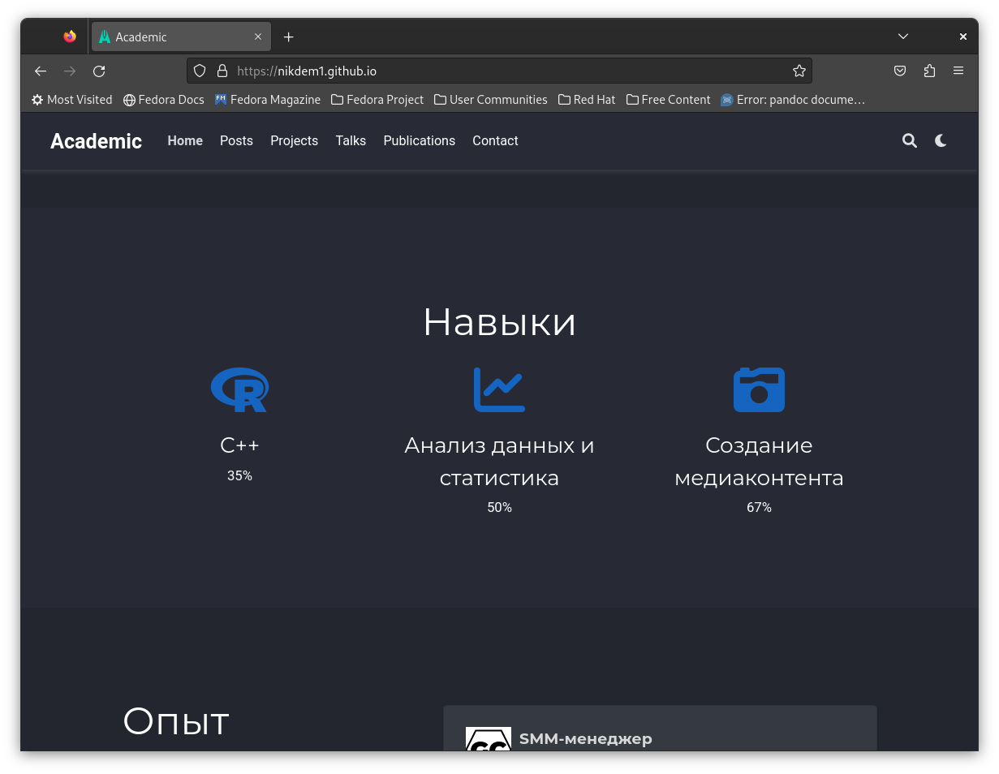 Academic
https://nikdem1.github.io
Most Visited Fedora Docs Fedora Magazine Fedora Project User Communities Red Hat Free Content Error: pandoc docume…
Academic Home Posts Projects Talks Publications Contact
Навыки
C++
35%
Анализ данных и
статистика
50%
Создание
медиаконтента
67%
Опыт
SMM-менеджер